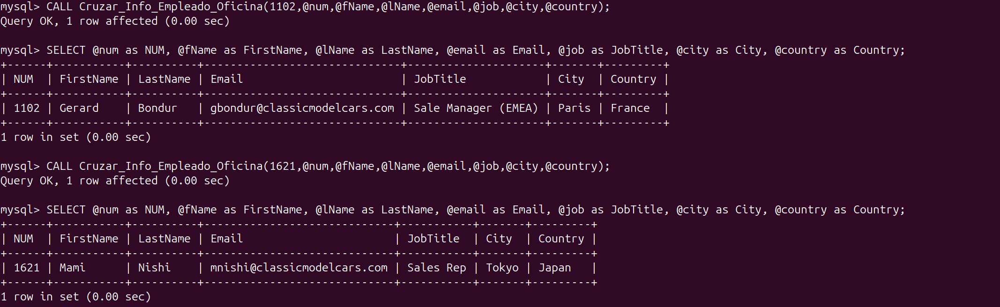 mysql> CALL Cruzar_Info_Empleado_Oficina(1102,@num,@fName,@lName,@email,@job,@city,@country);
Query OK, 1 row affected (0.00 sec)

mysql> SELECT @num as NUM, @fName as FirstName, @lName as LastName, @email as Email, @job as JobTitle, @city as City, @country as Country;
+------+-----------+----------+------------------------------+---------------------+-------+---------+
| NUM  | FirstName | LastName | Email                        | JobTitle            | City  | Country |
+------+-----------+----------+------------------------------+---------------------+-------+---------+
| 1102 | Gerard    | Bondur   | gbondur@classicmodelcars.com | Sale Manager (EMEA) | Paris | France  |
+------+-----------+----------+------------------------------+---------------------+-------+---------+
1 row in set (0.00 sec)

mysql> CALL Cruzar_Info_Empleado_Oficina(1621,@num,@fName,@lName,@email,@job,@city,@country);
Query OK, 1 row affected (0.00 sec)

mysql> SELECT @num as NUM, @fName as FirstName, @lName as LastName, @email as Email, @job as JobTitle, @city as City, @country as Country;
+------+-----------+----------+-----------------------------+-----------+-------+---------+
| NUM  | FirstName | LastName | Email                       | JobTitle  | City  | Country |
+------+-----------+----------+-----------------------------+-----------+-------+---------+
| 1621 | Mami      | Nishi    | mnishi@classicmodelcars.com | Sales Rep | Tokyo | Japan   |
+------+-----------+----------+-----------------------------+-----------+-------+---------+
1 row in set (0.00 sec)